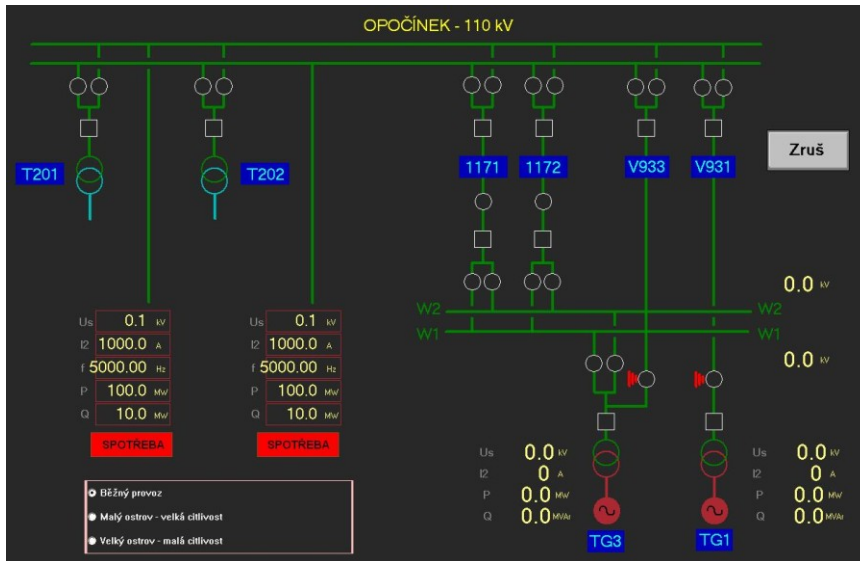 OPOČÍNEK - 110 kV
Zruš
T201
T202
1171
1172
V933
V931
0.0 kV
W2
W2
W1
W1
0.0 kV
Us 0.1 kV
I2 1000.0 A
f 5000.00 Hz
P 100.0 MW
Q 10.0 MW
SPOTŘEBA
Us 0.1 kV
I2 1000.0 A
f 5000.00 Hz
P 100.0 MW
Q 10.0 MW
SPOTŘEBA
Us 0.0 kV
I2 0 A
P 0.0 MW
Q 0.0 MVAr
TG3
Us 0.0 kV
I2 0 A
P 0.0 MW
Q 0.0 MVAr
TG1
Běžný provoz
Malý ostrov - velká citlivost
Velký ostrov - malá citlivost